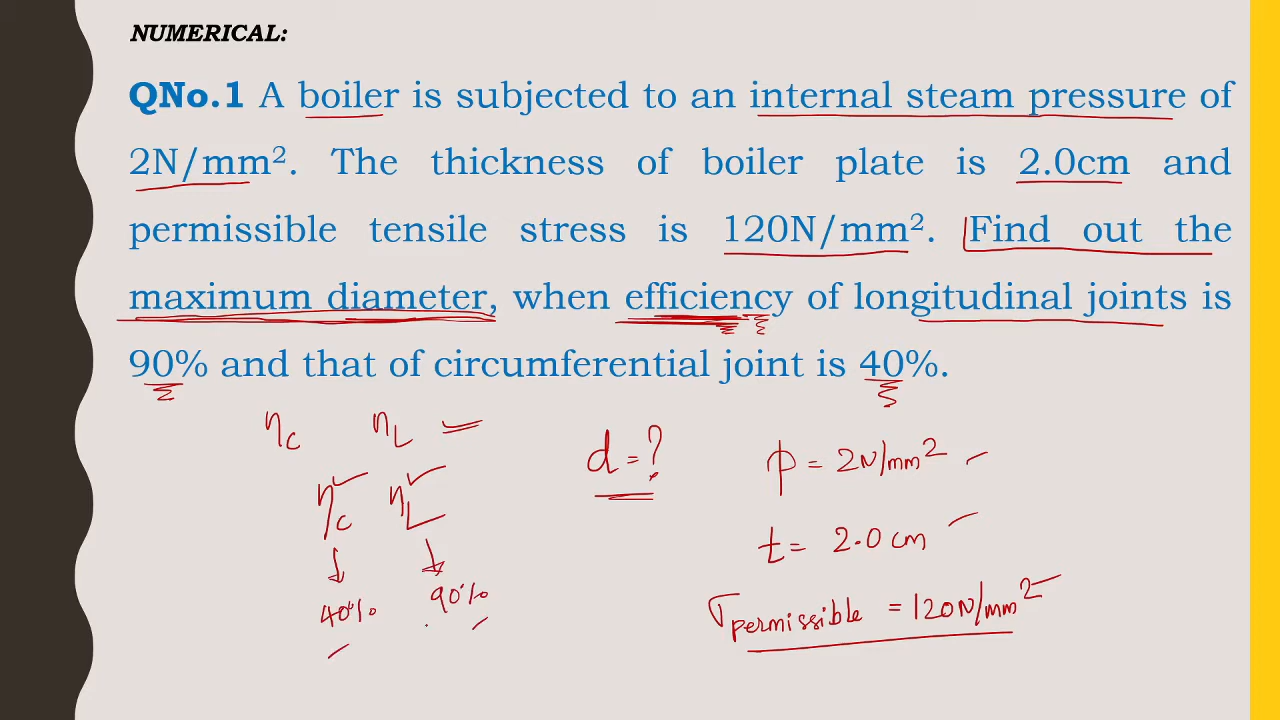 NUMERICAL:
QNo.1 A boiler is subjected to an internal steam pressure of
2N/mm². The thickness of boiler plate is 2.0cm and
permissible tensile stress is 120N/mm². Find out the
maximum diameter, when efficiency of longitudinal joints is
90% and that of circumferential joint is 40%.
ηc ηL
d = ?
p = 2N/mm²
ηc ηL
t = 2.0 cm
40% 90%
σpermissible = 120N/mm²